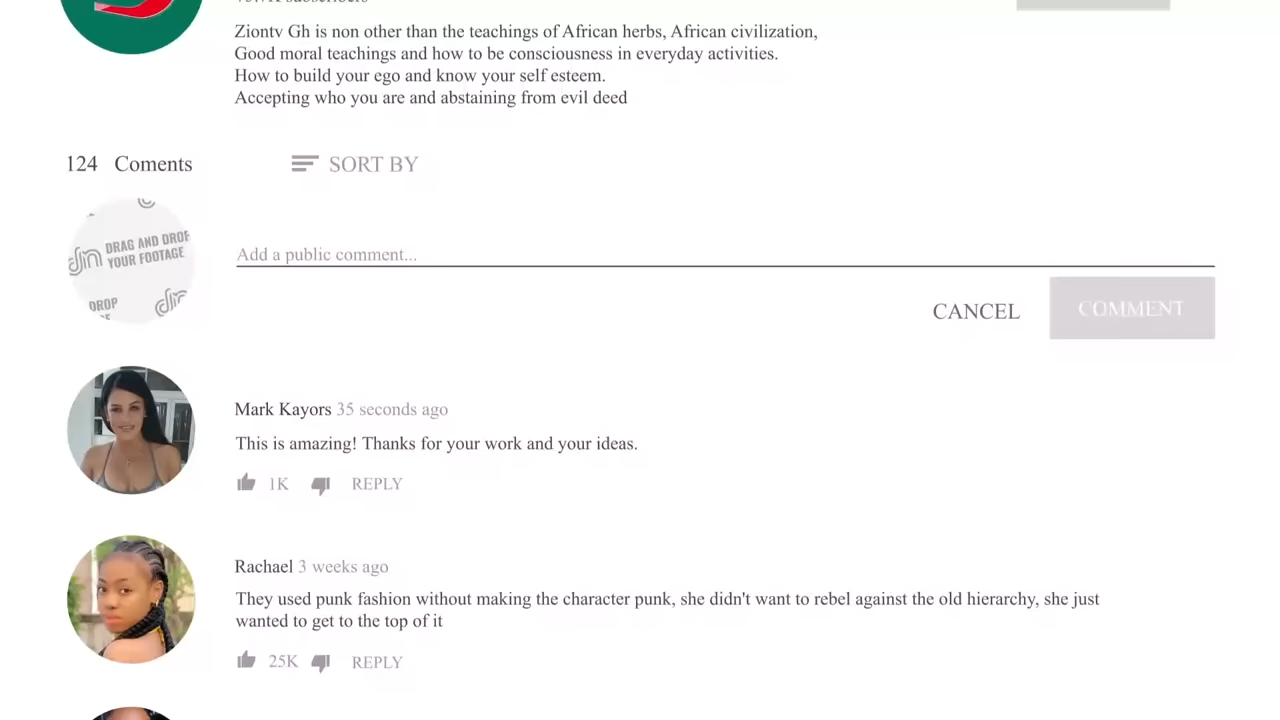 subscribers
Ziontv Gh is non other than the teachings of African herbs, African civilization,
Good moral teachings and how to be consciousness in everyday activities.
How to build your ego and know your self esteem.
Accepting who you are and abstaining from evil deed
124 Coments
SORT BY
DRAG AND DROP
YOUR FOOTAGE
DROP
Add a public comment...
CANCEL
COMMENT
Mark Kayors 35 seconds ago
This is amazing! Thanks for your work and your ideas.
1K REPLY
Rachael 3 weeks ago
They used punk fashion without making the character punk, she didn't want to rebel against the old hierarchy, she just
wanted to get to the top of it
25K REPLY